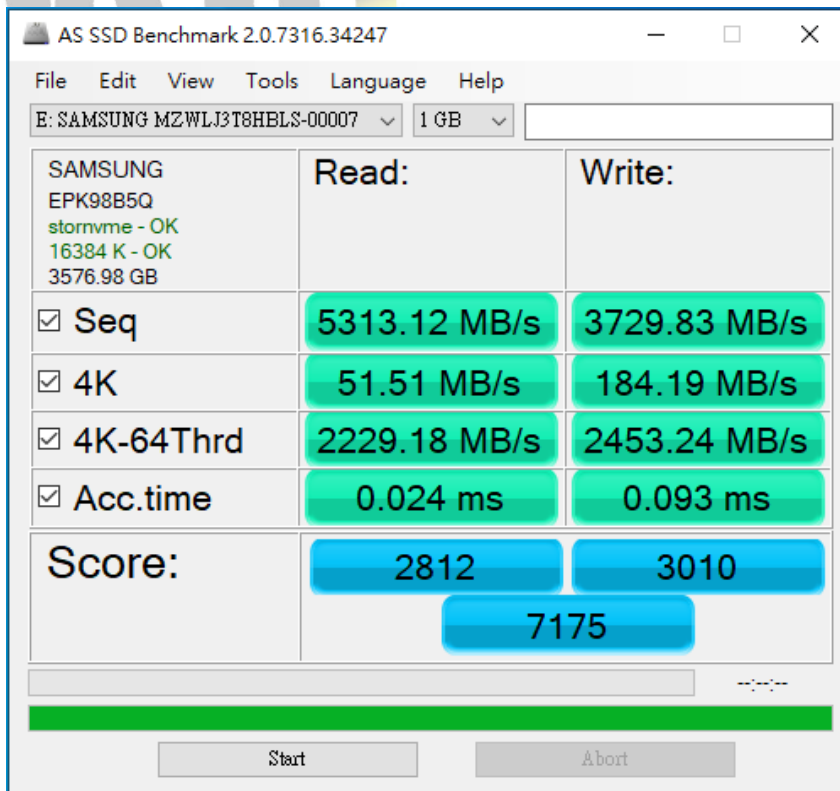 AS SSD Benchmark 2.0.7316.34247
File Edit View Tools Language Help
E: SAMSUNG MZWLJ3T8HBLS-00007 1 GB
SAMSUNG Read: Write:
EPK98B5Q
stornvme - OK
16384 K - OK
3576.98 GB
Seq 5313.12 MB/s 3729.83 MB/s
4K 51.51 MB/s 184.19 MB/s
4K-64Thrd 2229.18 MB/s 2453.24 MB/s
Acc.time 0.024 ms 0.093 ms
Score: 2812 3010
7175
--:--:--
Start Abort